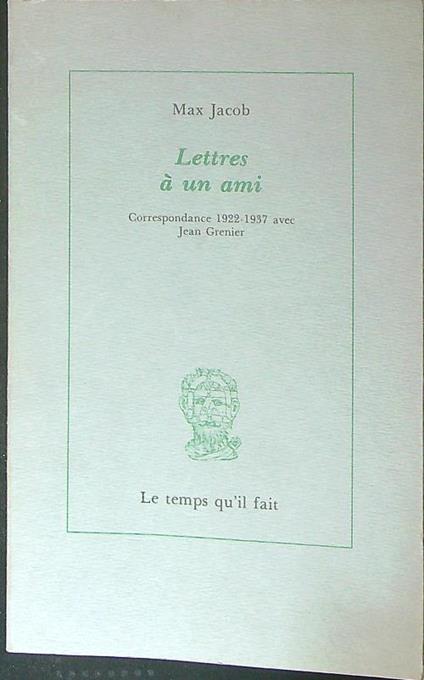 Max Jacob
Lettres
à un ami
Correspondance 1922-1937 avec
Jean Grenier
Le temps qu'il fait